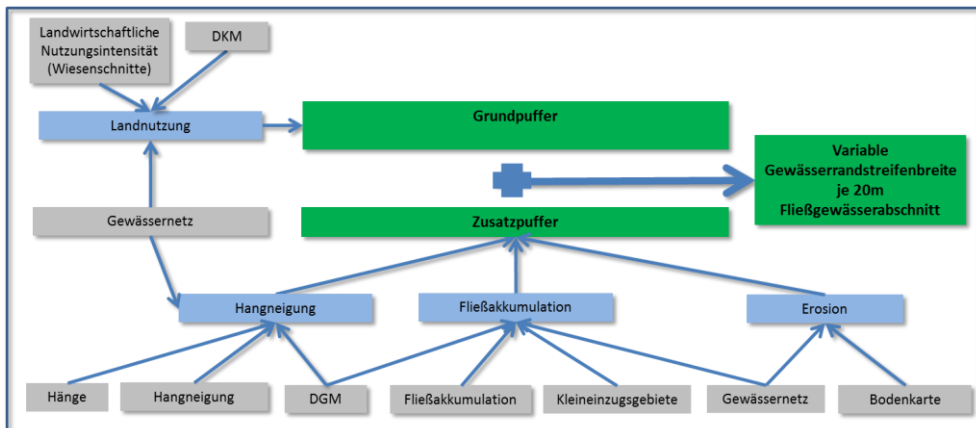 Landwirtschaftliche
Nutzungsintensität
(Wiesenschnitte)
DKM
Landnutzung
Grundpuffer
Variable
Gewässerrandstreifenbreite
je 20m
Fließgewässerabschnitt
Gewässernetz
Zusatzpuffer
Hangneigung
Fließakkumulation
Erosion
Hänge
Hangneigung
DGM
Fließakkumulation
Kleineinzugsgebiete
Gewässernetz
Bodenkarte